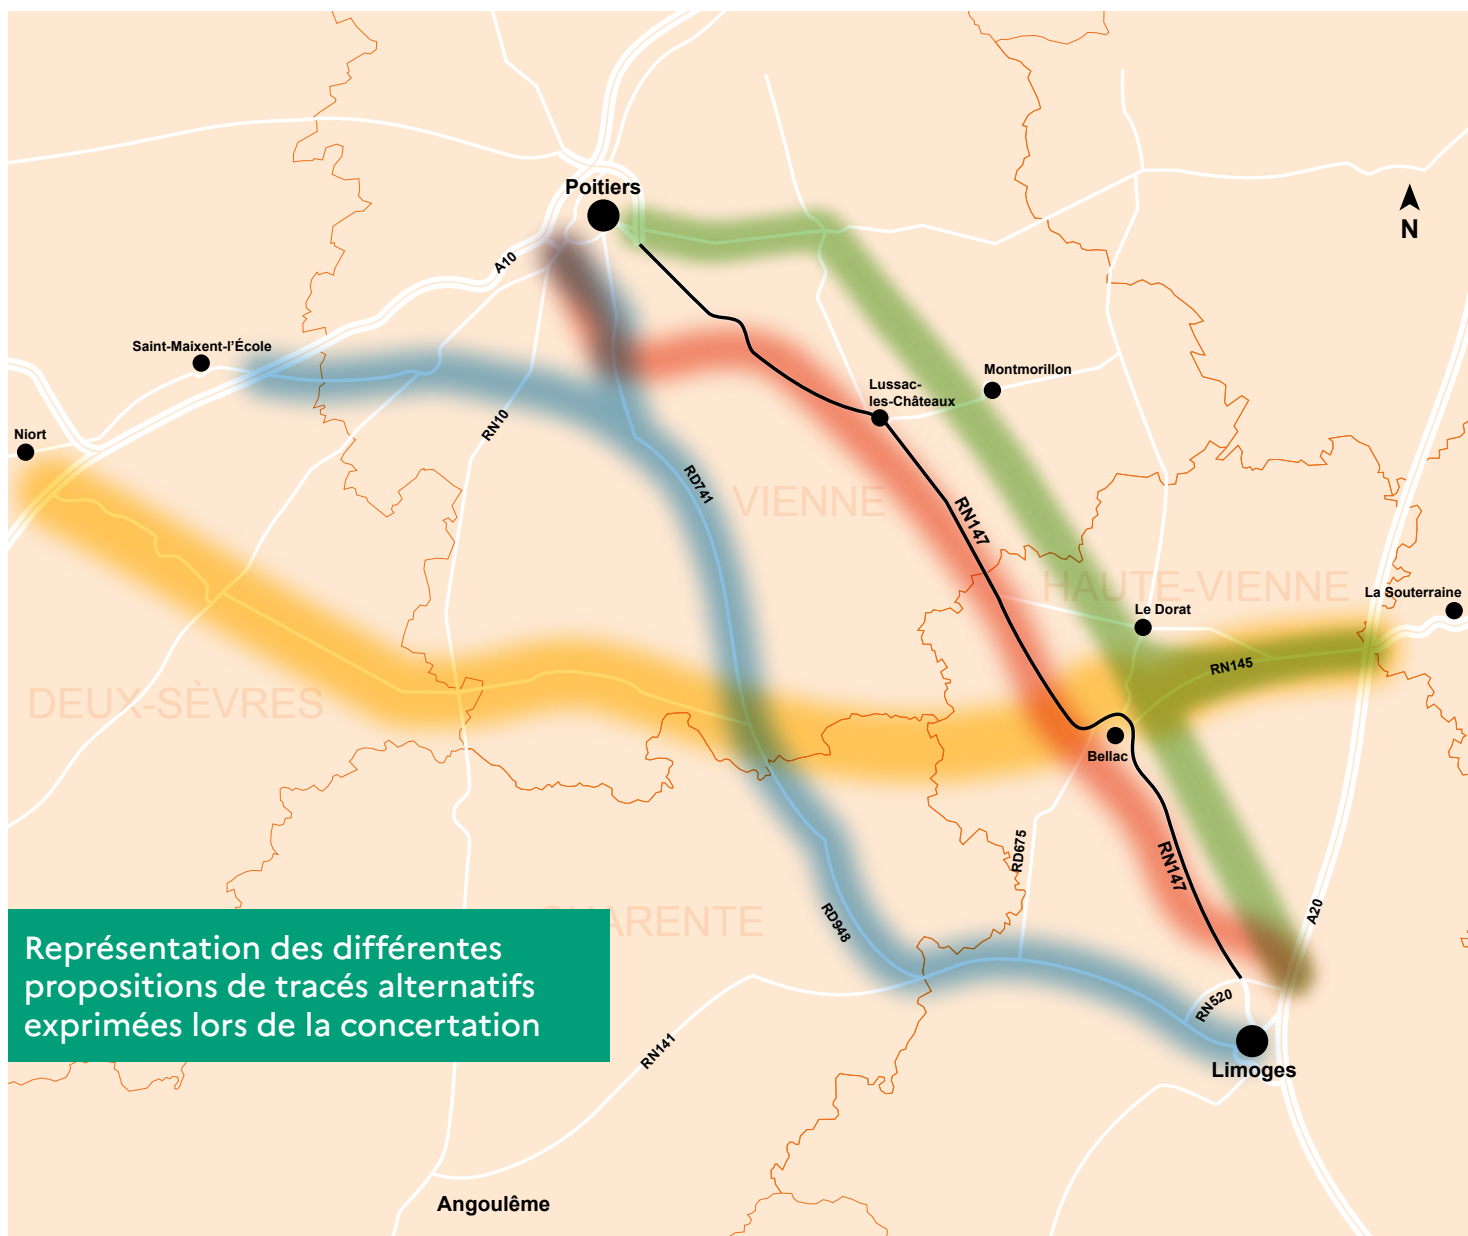 Poitiers
N
A10
Saint-Maixent-l'École
Montmorillon
Lussac-
les-Châteaux
Niort
RN10
RD741
VIENNE
RN147
HAUTE-VIENNE
La Souterraine
Le Dorat
RN145
DEUX-SÈVRES
Bellac
RD675
RN147
A20
RD948
ARENTE
Représentation des différentes
propositions de tracés alternatifs
exprimées lors de la concertation
RN520
RN141
Limoges
Angoulême